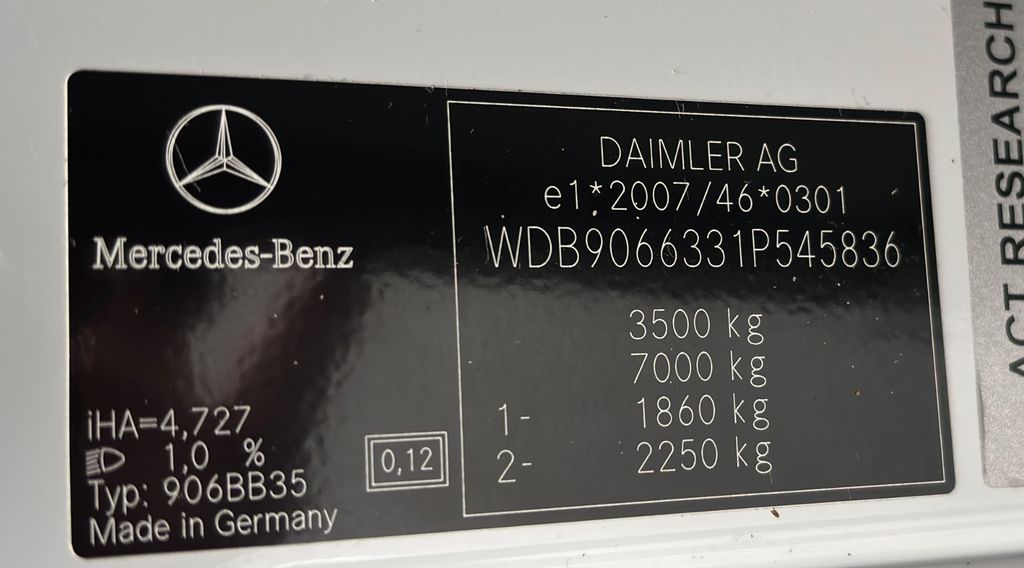 Mercedes-Benz
iHA=4,727
1,0 %
Typ: 906BB35
Made in Germany
0,12
DAIMLER AG
e1*2007/46*0301
WDB9066331P545836
3500 kg
7000 kg
1- 1860 kg
2- 2250 kg
ACT RESEARCH